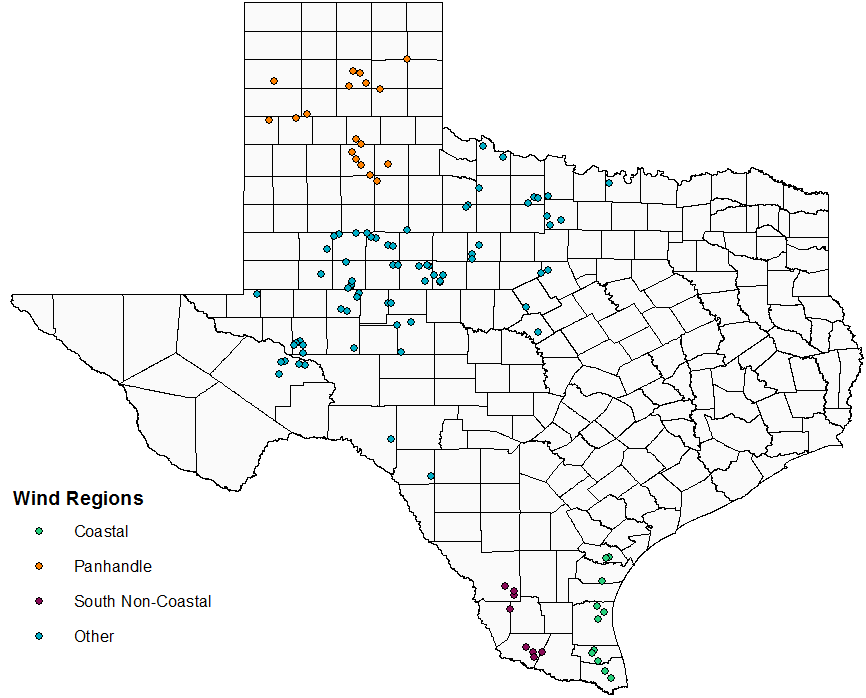 Wind Regions
Coastal
Panhandle
South Non-Coastal
Other